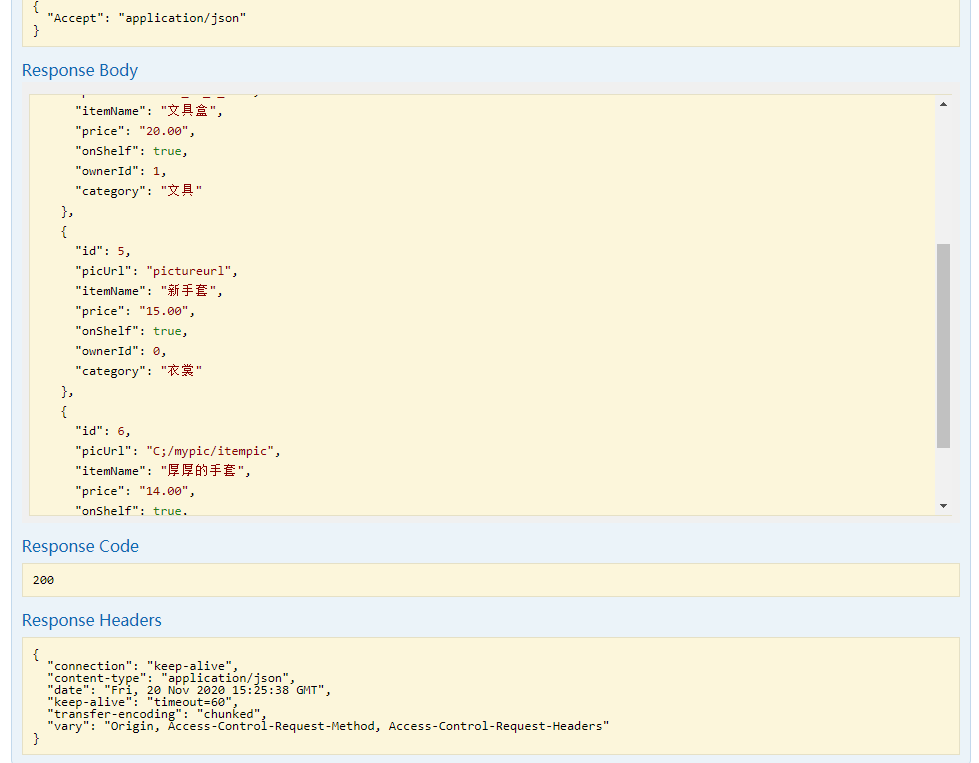 {
"Accept": "application/json"
}
Response Body
"itemName": "文具盒",
"price": "20.00",
"onShelf": true,
"ownerId": 1,
"category": "文具"
},
{
"id": 5,
"picUrl": "pictureurl",
"itemName": "新手套",
"price": "15.00",
"onShelf": true,
"ownerId": 0,
"category": "衣裳"
},
{
"id": 6,
"picUrl": "C;/mypic/itempic",
"itemName": "厚厚的手套",
"price": "14.00",
"onShelf": true,
Response Code
200
Response Headers
{
"connection": "keep-alive",
"content-type": "application/json",
"date": "Fri, 20 Nov 2020 15:25:38 GMT",
"keep-alive": "timeout=60",
"transfer-encoding": "chunked",
"vary": "Origin, Access-Control-Request-Method, Access-Control-Request-Headers"
}